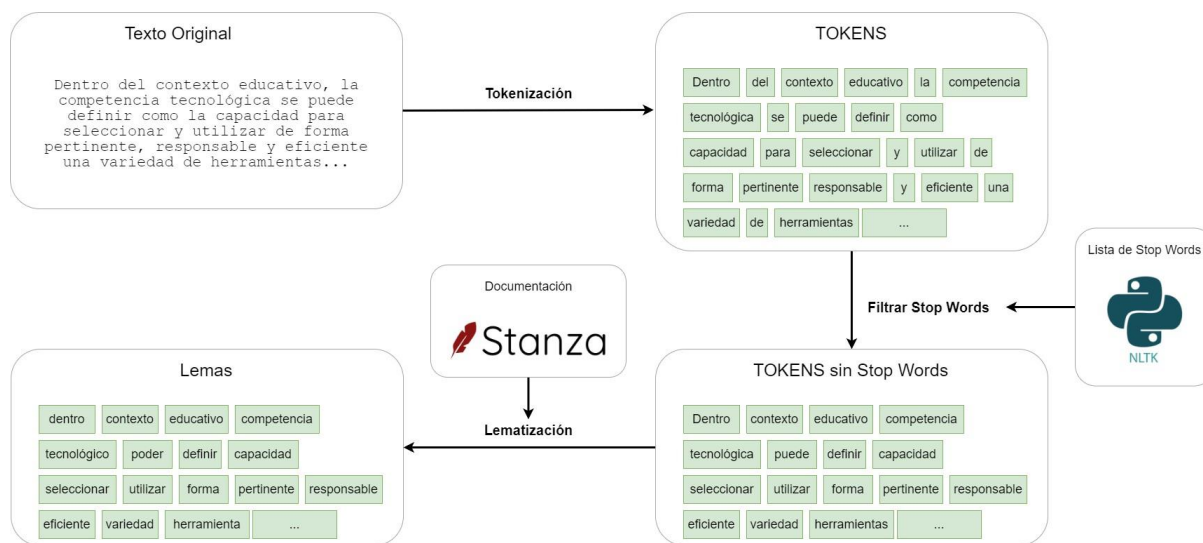 Texto Original
Dentro del contexto educativo, la
competencia tecnológica se puede
definir como la capacidad para
seleccionar y utilizar de forma
pertinente, responsable y eficiente
una variedad de herramientas...
Tokenización
TOKENS
Dentro del contexto educativo la competencia
tecnológica se puede definir como
capacidad para seleccionar y utilizar de
forma pertinente responsable y eficiente una
variedad de herramientas ...
Lista de Stop Words
NLTK
Filtrar Stop Words
TOKENS sin Stop Words
Dentro contexto educativo competencia
tecnológica puede definir capacidad
seleccionar utilizar forma pertinente responsable
eficiente variedad herramientas ...
Documentación
Stanza
Lematización
Lemas
dentro contexto educativo competencia
tecnológico poder definir capacidad
seleccionar utilizar forma pertinente responsable
eficiente variedad herramienta ...